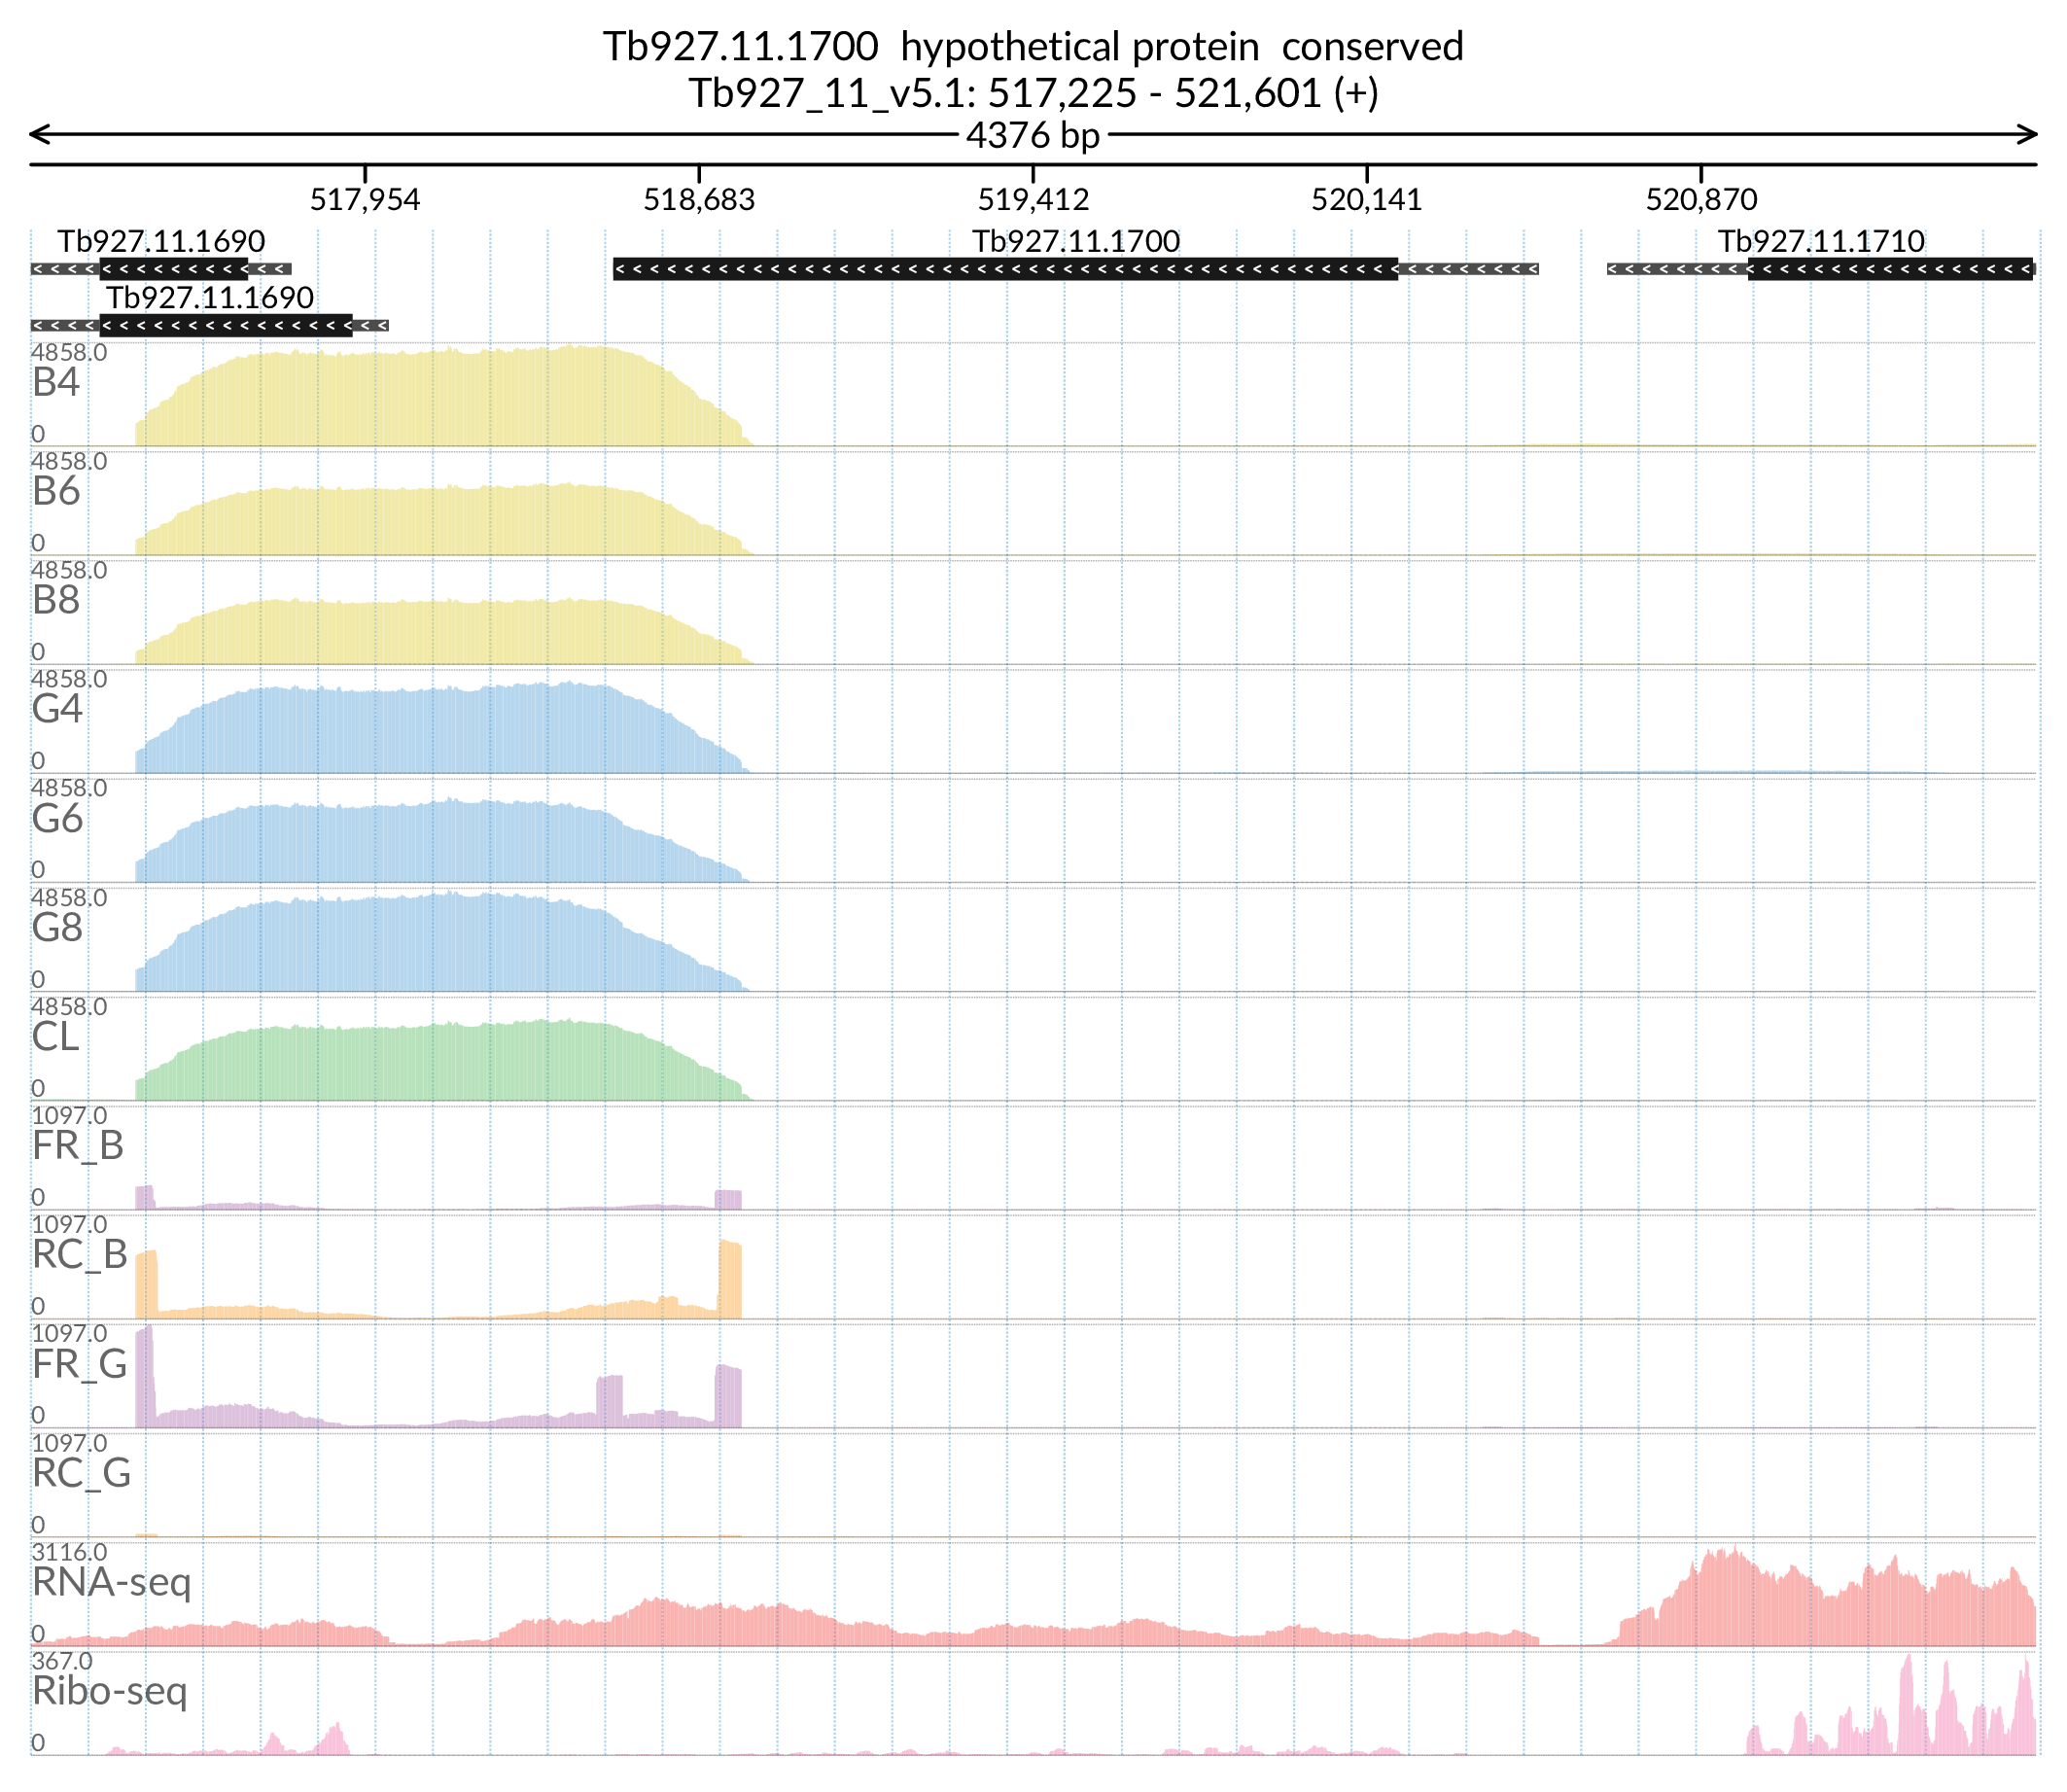 Tb927.11.1700  hypothetical protein  conserved
Tb927_11_v5.1: 517,225 - 521,601 (+)
4376 bp
517,954 518,683 519,412 520,141 520,870
Tb927.11.1690 Tb927.11.1700 Tb927.11.1710
Tb927.11.1690
4858.0
B4
0
4858.0
B6
0
4858.0
B8
0
4858.0
G4
0
4858.0
G6
0
4858.0
G8
0
4858.0
CL
0
1097.0
FR_B
0
1097.0
RC_B
0
1097.0
FR_G
0
1097.0
RC_G
0
3116.0
RNA-seq
0
367.0
Ribo-seq
0